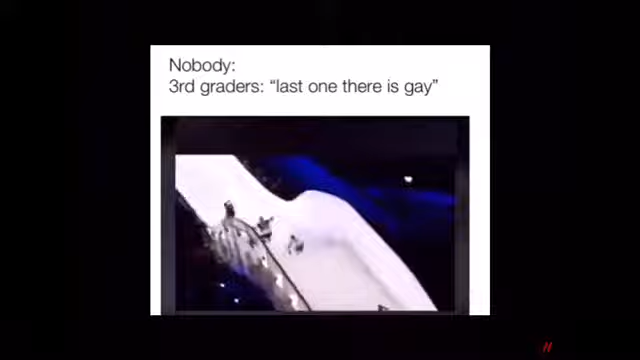 Nobody:
3rd graders: “last one there is gay”